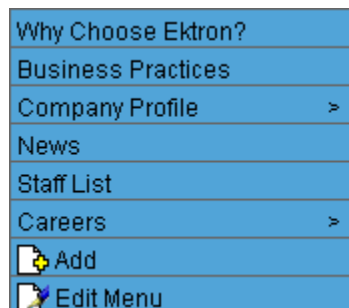 Why Choose Ektron?
Business Practices
Company Profile >
News
Staff List
Careers >
Add
Edit Menu